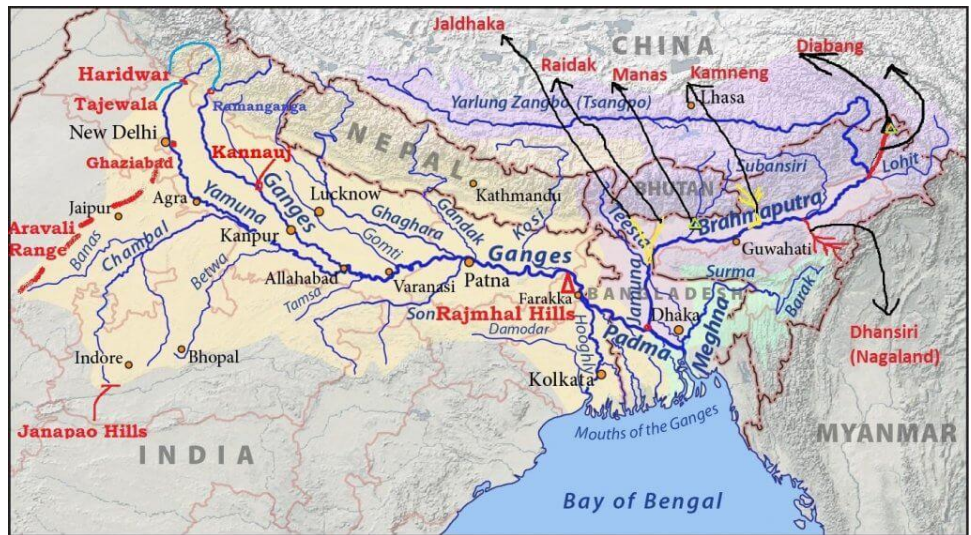 Jaldhaka
CHINA
Diabang
Raidak
Manas
Kamneng
Haridwar
Tajewala
Ramanganga
Yarlung Zangbo (Tsangpo)
Lhasa
New Delhi
NEPAL
Ghaziabad
Kannauj
Subansiri
Lohit
Agra
Yamuna
Ganges
Lucknow
Kathmandu
BHUTAN
Jaipur
Aravali
Range
Banas
Chambal
Kanpur
Ghaghara
Gandak
Kosi
Teesta
Brahmaputra
Gomti
Guwahati
Betwa
Ganges
Allahabad
Varanasi
Patna
Surma
Tamsa
Farakka
BANGLADESH
Jamuna
Barak
Son
Rajmhal Hills
Damodar
Hooghly
Padma
Dhaka
Meghna
Dhansiri
(Nagaland)
Indore
Bhopal
Kolkata
Janapao Hills
Mouths of the Ganges
INDIA
MYANMAR
Bay of Bengal